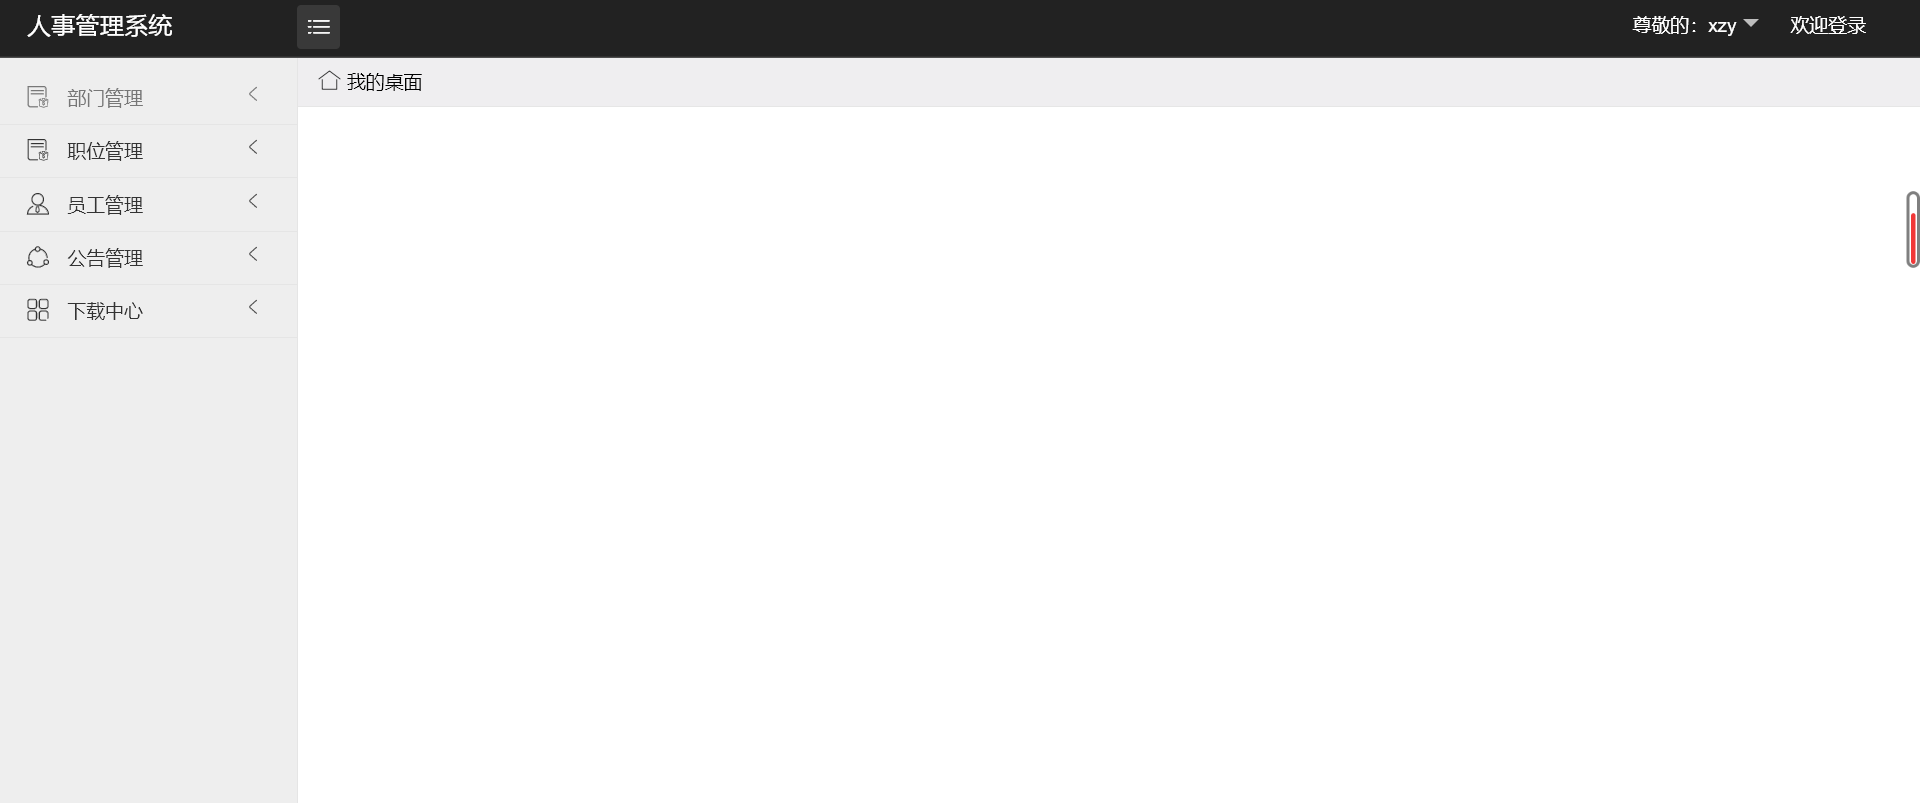 人事管理系统
尊敬的：xzy
欢迎登录
我的桌面
部门管理
职位管理
员工管理
公告管理
下载中心